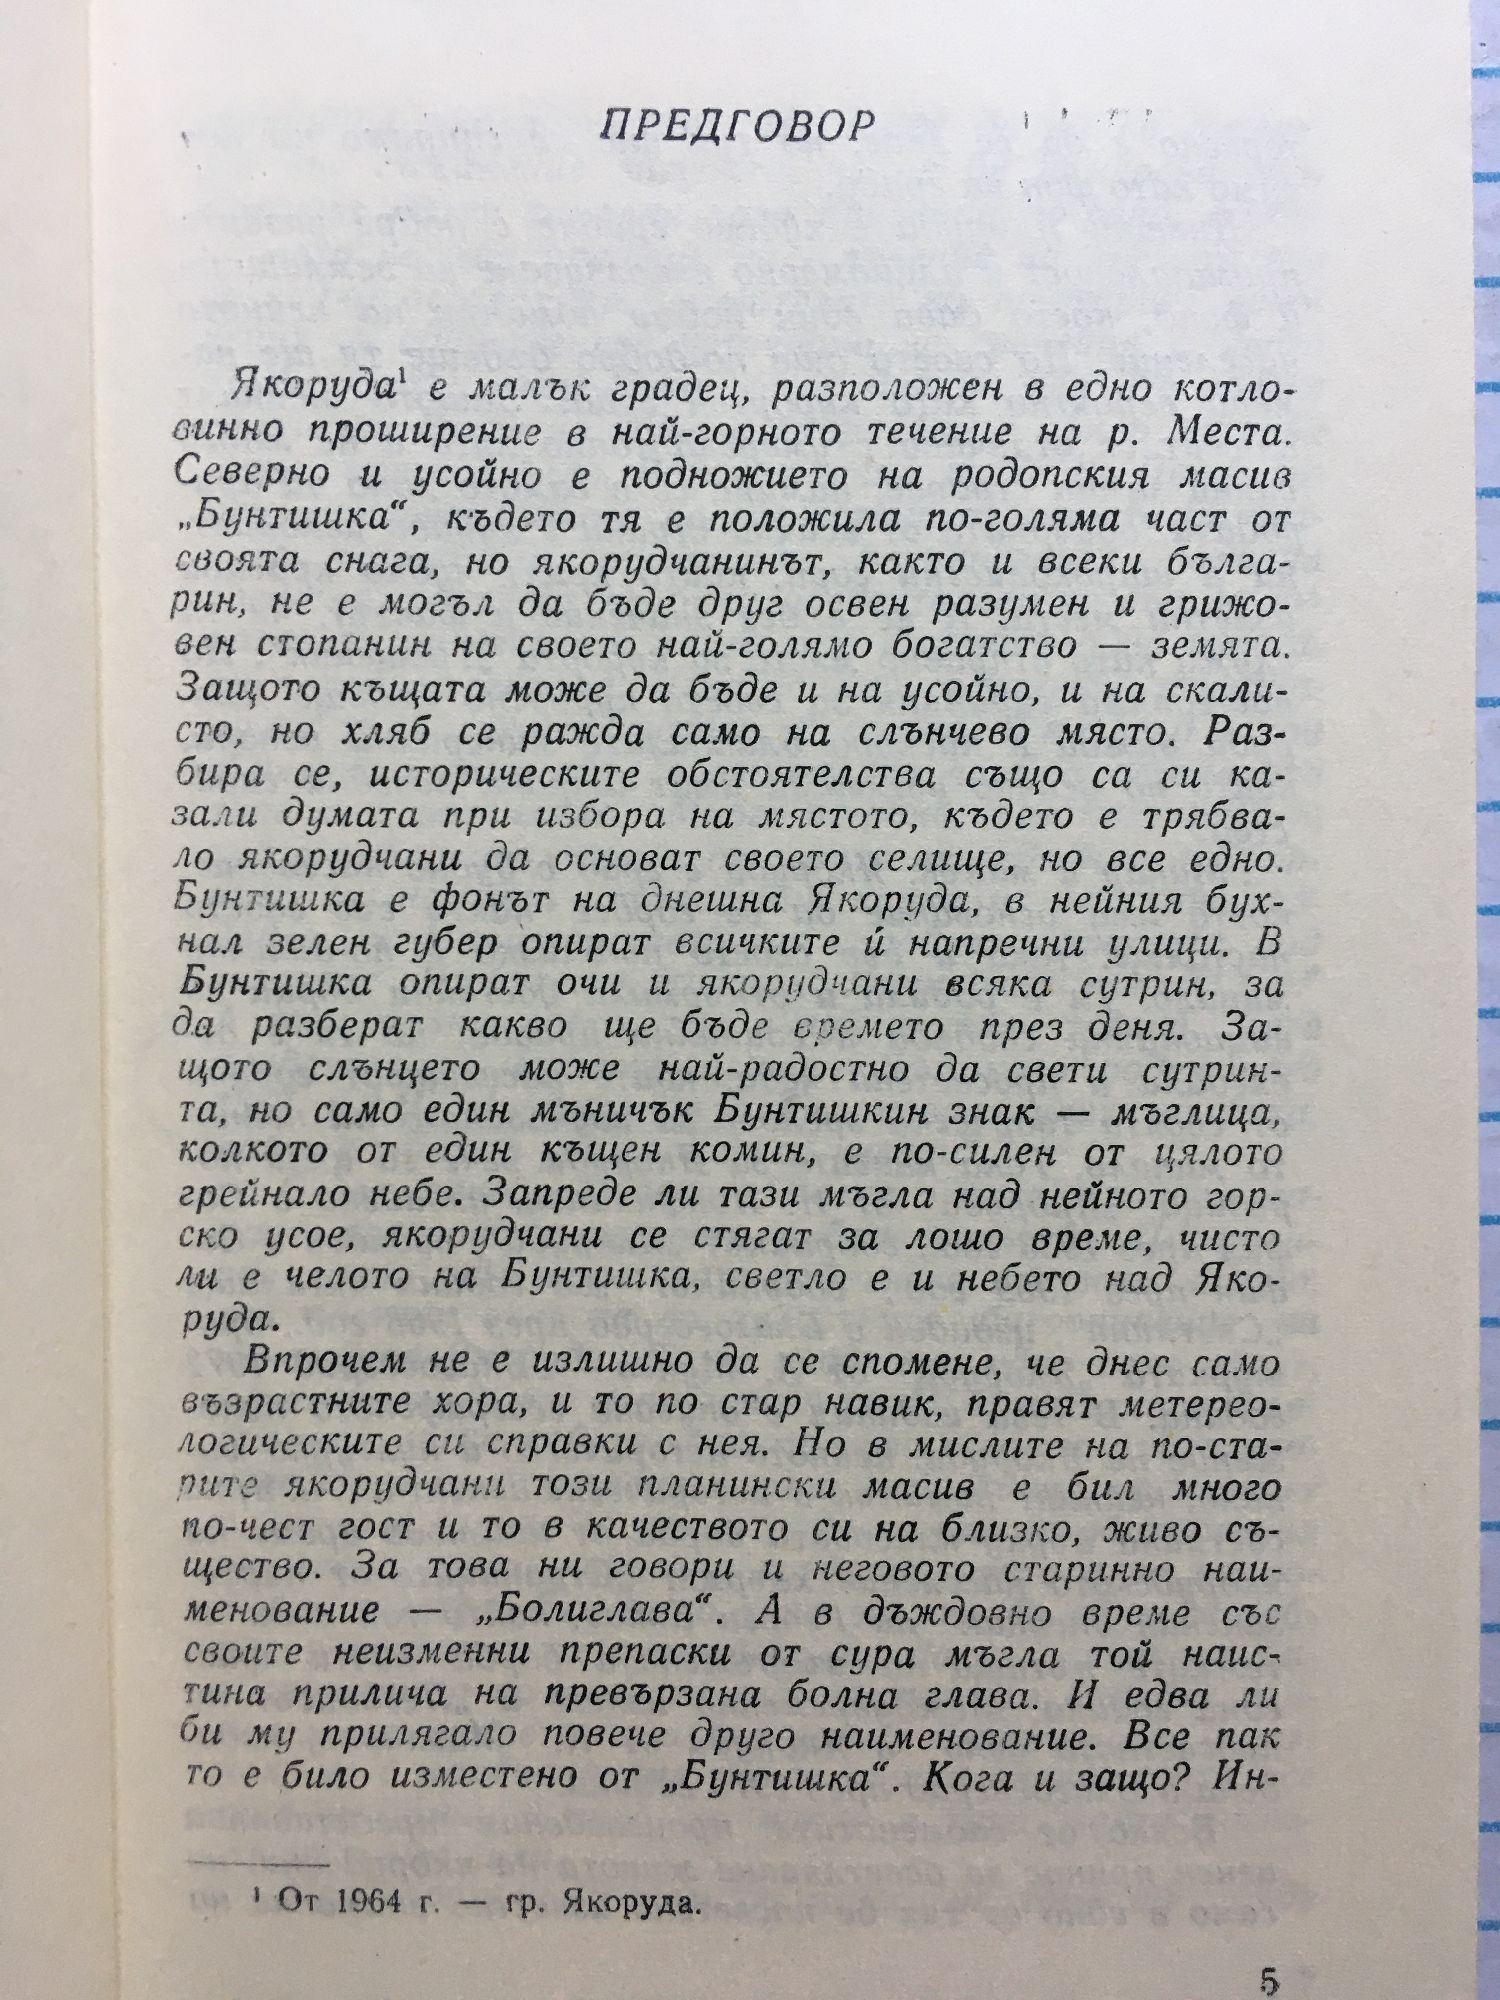 ПРЕДГОВОР
Якоруда¹ е малък градец, разположен в едно котло-
винно проширение в най-горното течение на р. Места.
Северно и усойно е подножието на родопския масив
„Бунтишка“, където тя е положила по-голяма част от
своята снага, но якорудчанинът, както и всеки бълга-
рин, не е могъл да бъде друг освен разумен и грижо-
вен стопанин на своето най-голямо богатство — земята.
Защото къщата може да бъде и на усойно, и на скали-
сто, но хляб се ражда само на слънчево място. Раз-
бира се, историческите обстоятелства също са си ка-
зали думата при избора на мястото, където е трябва-
ло якорудчани да основат своето селище, но все едно.
Бунтишка е фонът на днешна Якоруда, в нейния бух-
нал зелен губер опират всичките ѝ напречни улици. В
Бунтишка опират очи и якорудчани всяка сутрин, за
да разберат какво ще бъде времето през деня. За-
щото слънцето може най-радостно да свети сутрин-
та, но само един мъничък Бунтишкин знак — мъглица,
колкото от един къщен комин, е по-силен от цялото
грейнало небе. Запреде ли тази мъгла над нейното гор-
ско усое, якорудчани се стягат за лошо време, чисто
ли е челото на Бунтишка, светло е и небето над Яко-
руда.
Впрочем не е излишно да се спомене, че днес само
възрастните хора, и то по стар навик, правят метерео-
логическите си справки с нея. Но в мислите на по-ста-
рите якорудчани този планински масив е бил много
по-чест гост и то в качеството си на близко, живо съ-
щество. За това ни говори и неговото старинно наи-
менование — „Болиглава“. А в дъждовно време със
своите неизменни препаски от сура мъгла той наис-
тина прилича на превързана болна глава. И едва ли
би му прилягало повече друго наименование. Все пак
то е било изместено от „Бунтишка“. Кога и защо? Ин-
¹ От 1964 г. — гр. Якоруда.
5